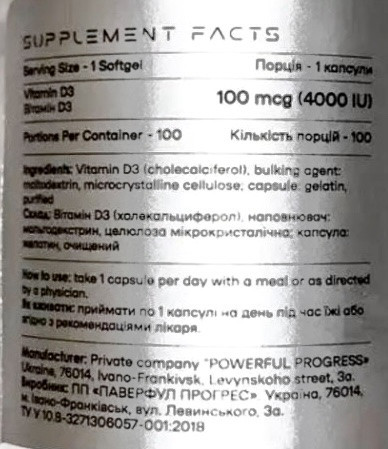 SUPPLEMENT FACTS
Serving Size - 1 Softgel Порція - 1 капсули
Vitamin D3
Вітамін D3 100 mcg (4000 IU)
Portions Per Container - 100 Кількість порцій - 100
Ingredients: Vitamin D3 (cholecalciferol), bulking agent:
maltodextrin, microcrystalline cellulose; capsule: gelatin,
purified
Склад: Вітамін D3 (холекальциферол), наповнювач:
мальтодекстрин, целюлоза мікрокристалічна; капсула:
желатин, очищений
How to use: take 1 capsule per day with a meal or as directed
by a physician.
Як вживати: приймати по 1 капсулі на день під час їжі або
згідно з рекомендаціями лікаря.
Manufacturer: Private company "POWERFUL PROGRESS»
Ukraine, 76014, Ivano-Frankivsk, Levynskoho street, 3a.
Виробник: ПП «ПАВЕРФУЛ ПРОГРЕС» Україна, 76014,
м. Івано-Франківськ, вул. Левинського, 3а.
ТУ У 10.8-3271306057-001:2018